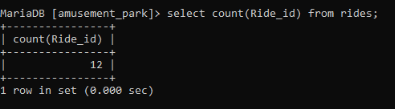 MariaDB [amusement_park]> select count(Ride_id) from rides;
+----------------+
| count(Ride_id) |
+----------------+
|             12 |
+----------------+
1 row in set (0.000 sec)